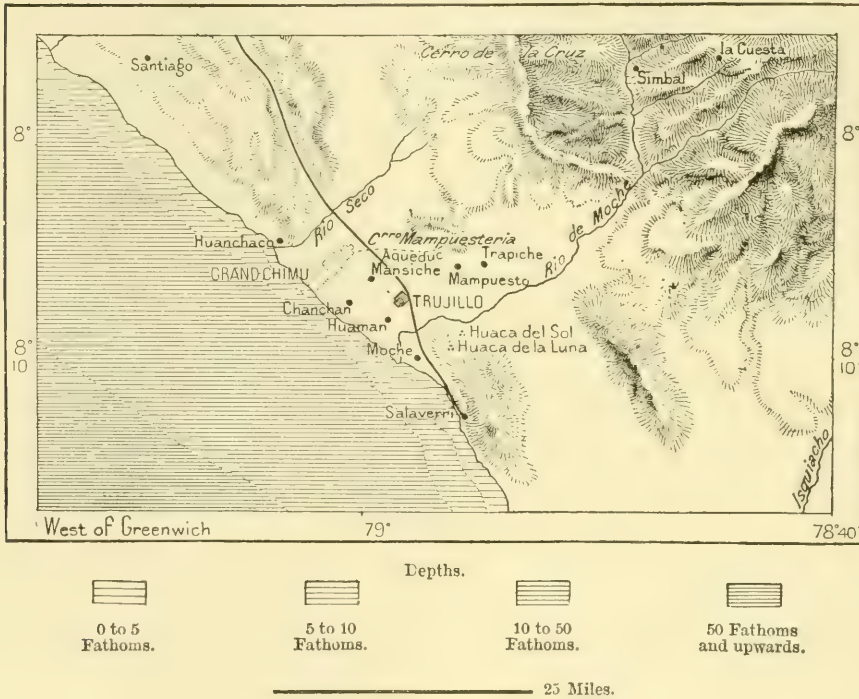 Santiago
Cerro de la Cruz
la Cuesta
Simbal
8°
8°
Rio Seco
Rio de Moche
Huanchaco
Cᵉʳʳᵒ Mampuesteria
Aqueduc
Trapiche
GRAND CHIMU
Mansiche
Mampuesto
Chanchan
TRUJILLO
Huaman
Huaca del Sol
Huaca de la Luna
Moche
8°
10
8°
10
Salaverri
Isquiacho
West of Greenwich
79°
78°40'
Depths.
0 to 5
Fathoms.
5 to 10
Fathoms.
10 to 50
Fathoms.
50 Fathoms
and upwards.
25 Miles.